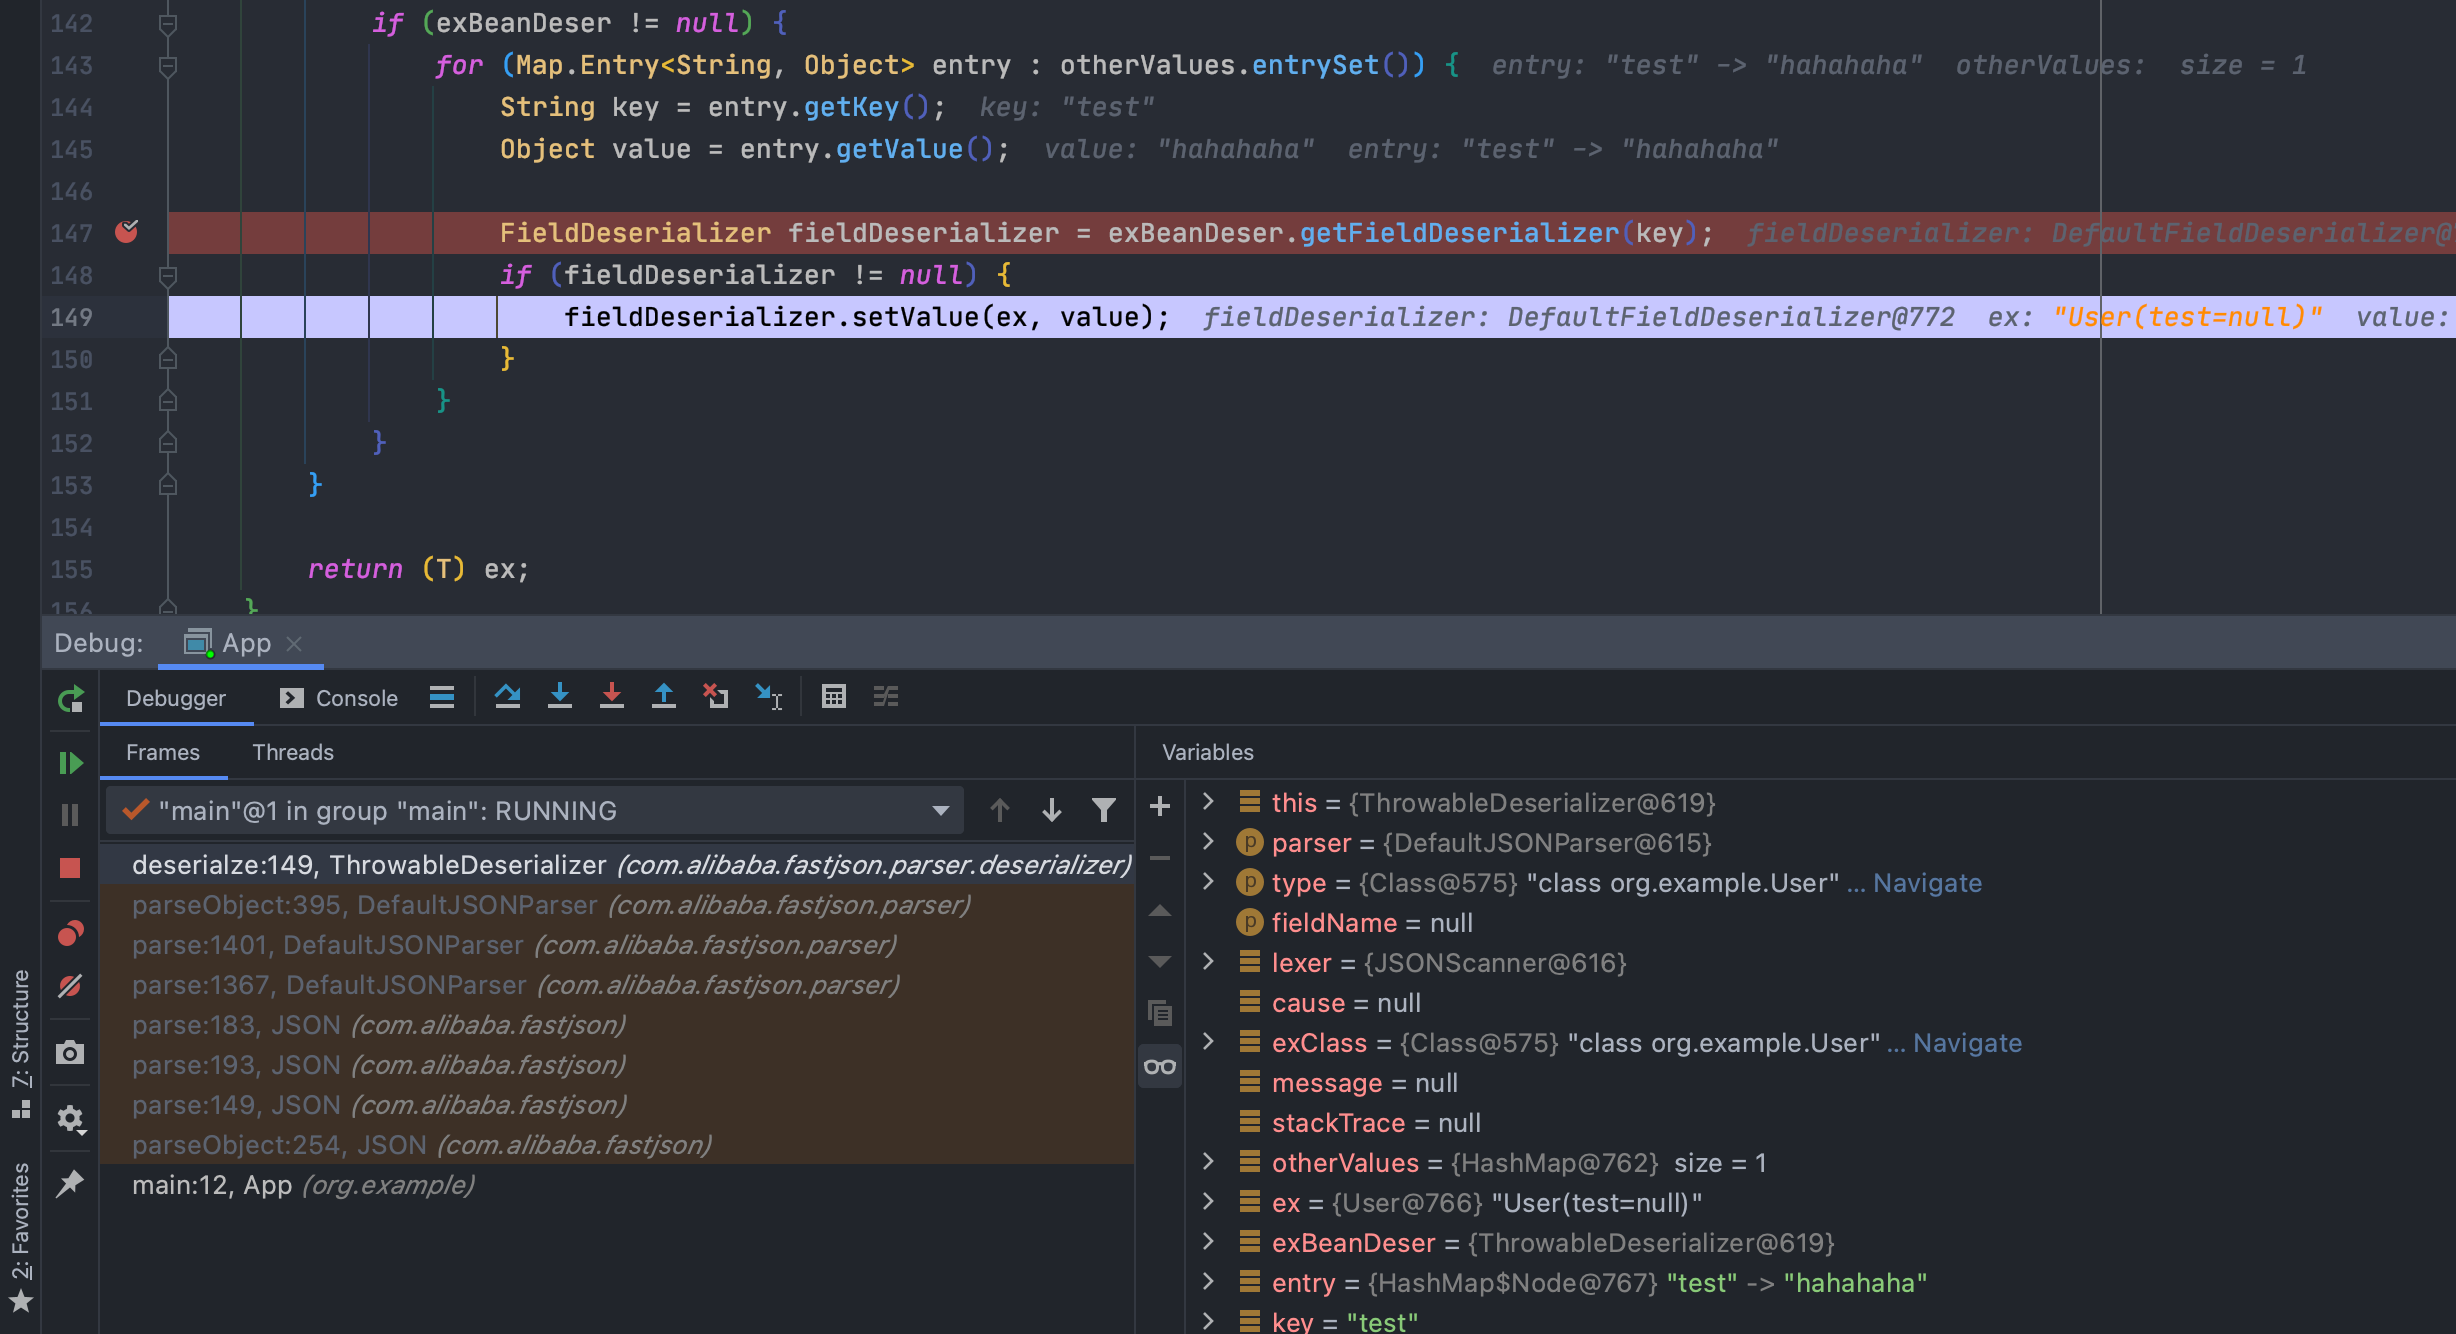 142 if (exBeanDeser != null) {
143 for (Map.Entry<String, Object> entry : otherValues.entrySet()) { entry: "test" -> "hahahaha" otherValues: size = 1
144 String key = entry.getKey(); key: "test"
145 Object value = entry.getValue(); value: "hahahaha" entry: "test" -> "hahahaha"
146
147 FieldDeserializer fieldDeserializer = exBeanDeser.getFieldDeserializer(key); fieldDeserializer: DefaultFieldDeserializer@
148 if (fieldDeserializer != null) {
149 fieldDeserializer.setValue(ex, value); fieldDeserializer: DefaultFieldDeserializer@772 ex: "User(test=null)" value:
150 }
151 }
152 }
153 }
154
155 return (T) ex;
156 }
Debug: App
Debugger Console
Frames Threads
"main"@1 in group "main": RUNNING
deserialze:149, ThrowableDeserializer (com.alibaba.fastjson.parser.deserializer)
parseObject:395, DefaultJSONParser (com.alibaba.fastjson.parser)
parse:1401, DefaultJSONParser (com.alibaba.fastjson.parser)
parse:1367, DefaultJSONParser (com.alibaba.fastjson.parser)
parse:183, JSON (com.alibaba.fastjson)
parse:193, JSON (com.alibaba.fastjson)
parse:149, JSON (com.alibaba.fastjson)
parseObject:254, JSON (com.alibaba.fastjson)
main:12, App (org.example)
Variables
this = {ThrowableDeserializer@619}
p parser = {DefaultJSONParser@615}
p type = {Class@575} "class org.example.User" ... Navigate
p fieldName = null
lexer = {JSONScanner@616}
cause = null
exClass = {Class@575} "class org.example.User" ... Navigate
message = null
stackTrace = null
otherValues = {HashMap@762} size = 1
ex = {User@766} "User(test=null)"
exBeanDeser = {ThrowableDeserializer@619}
entry = {HashMap$Node@767} "test" -> "hahahaha"
key = "test"
7: Structure
2: Favorites